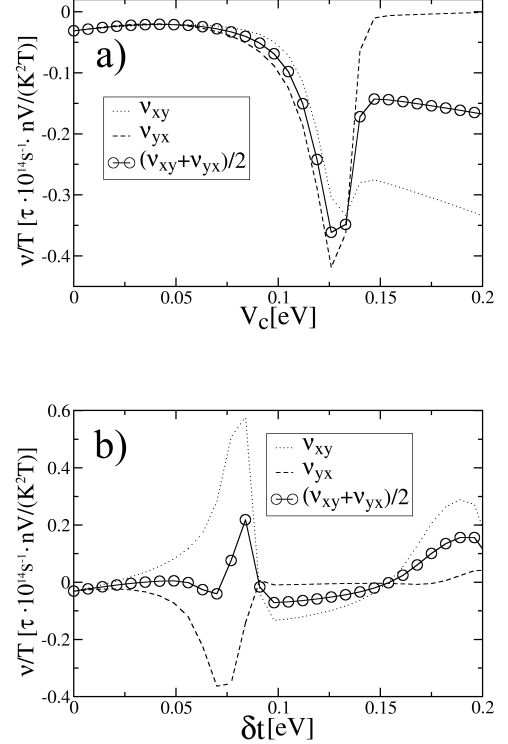 0
-0.1
-0.2
-0.3
-0.4
a)
ν_xy
ν_yx
(ν_xy+ν_yx)/2
ν/T [τ·10^14s^-1· nV/(K^2T)]
0 0.05 0.1 0.15 0.2
V_c[eV]
0.6
0.4
0.2
0
-0.2
-0.4
b)
ν_xy
ν_yx
(ν_xy+ν_yx)/2
ν/T [τ·10^14s^-1· nV/(K^2T)]
0 0.05 0.1 0.15 0.2
δt[eV]